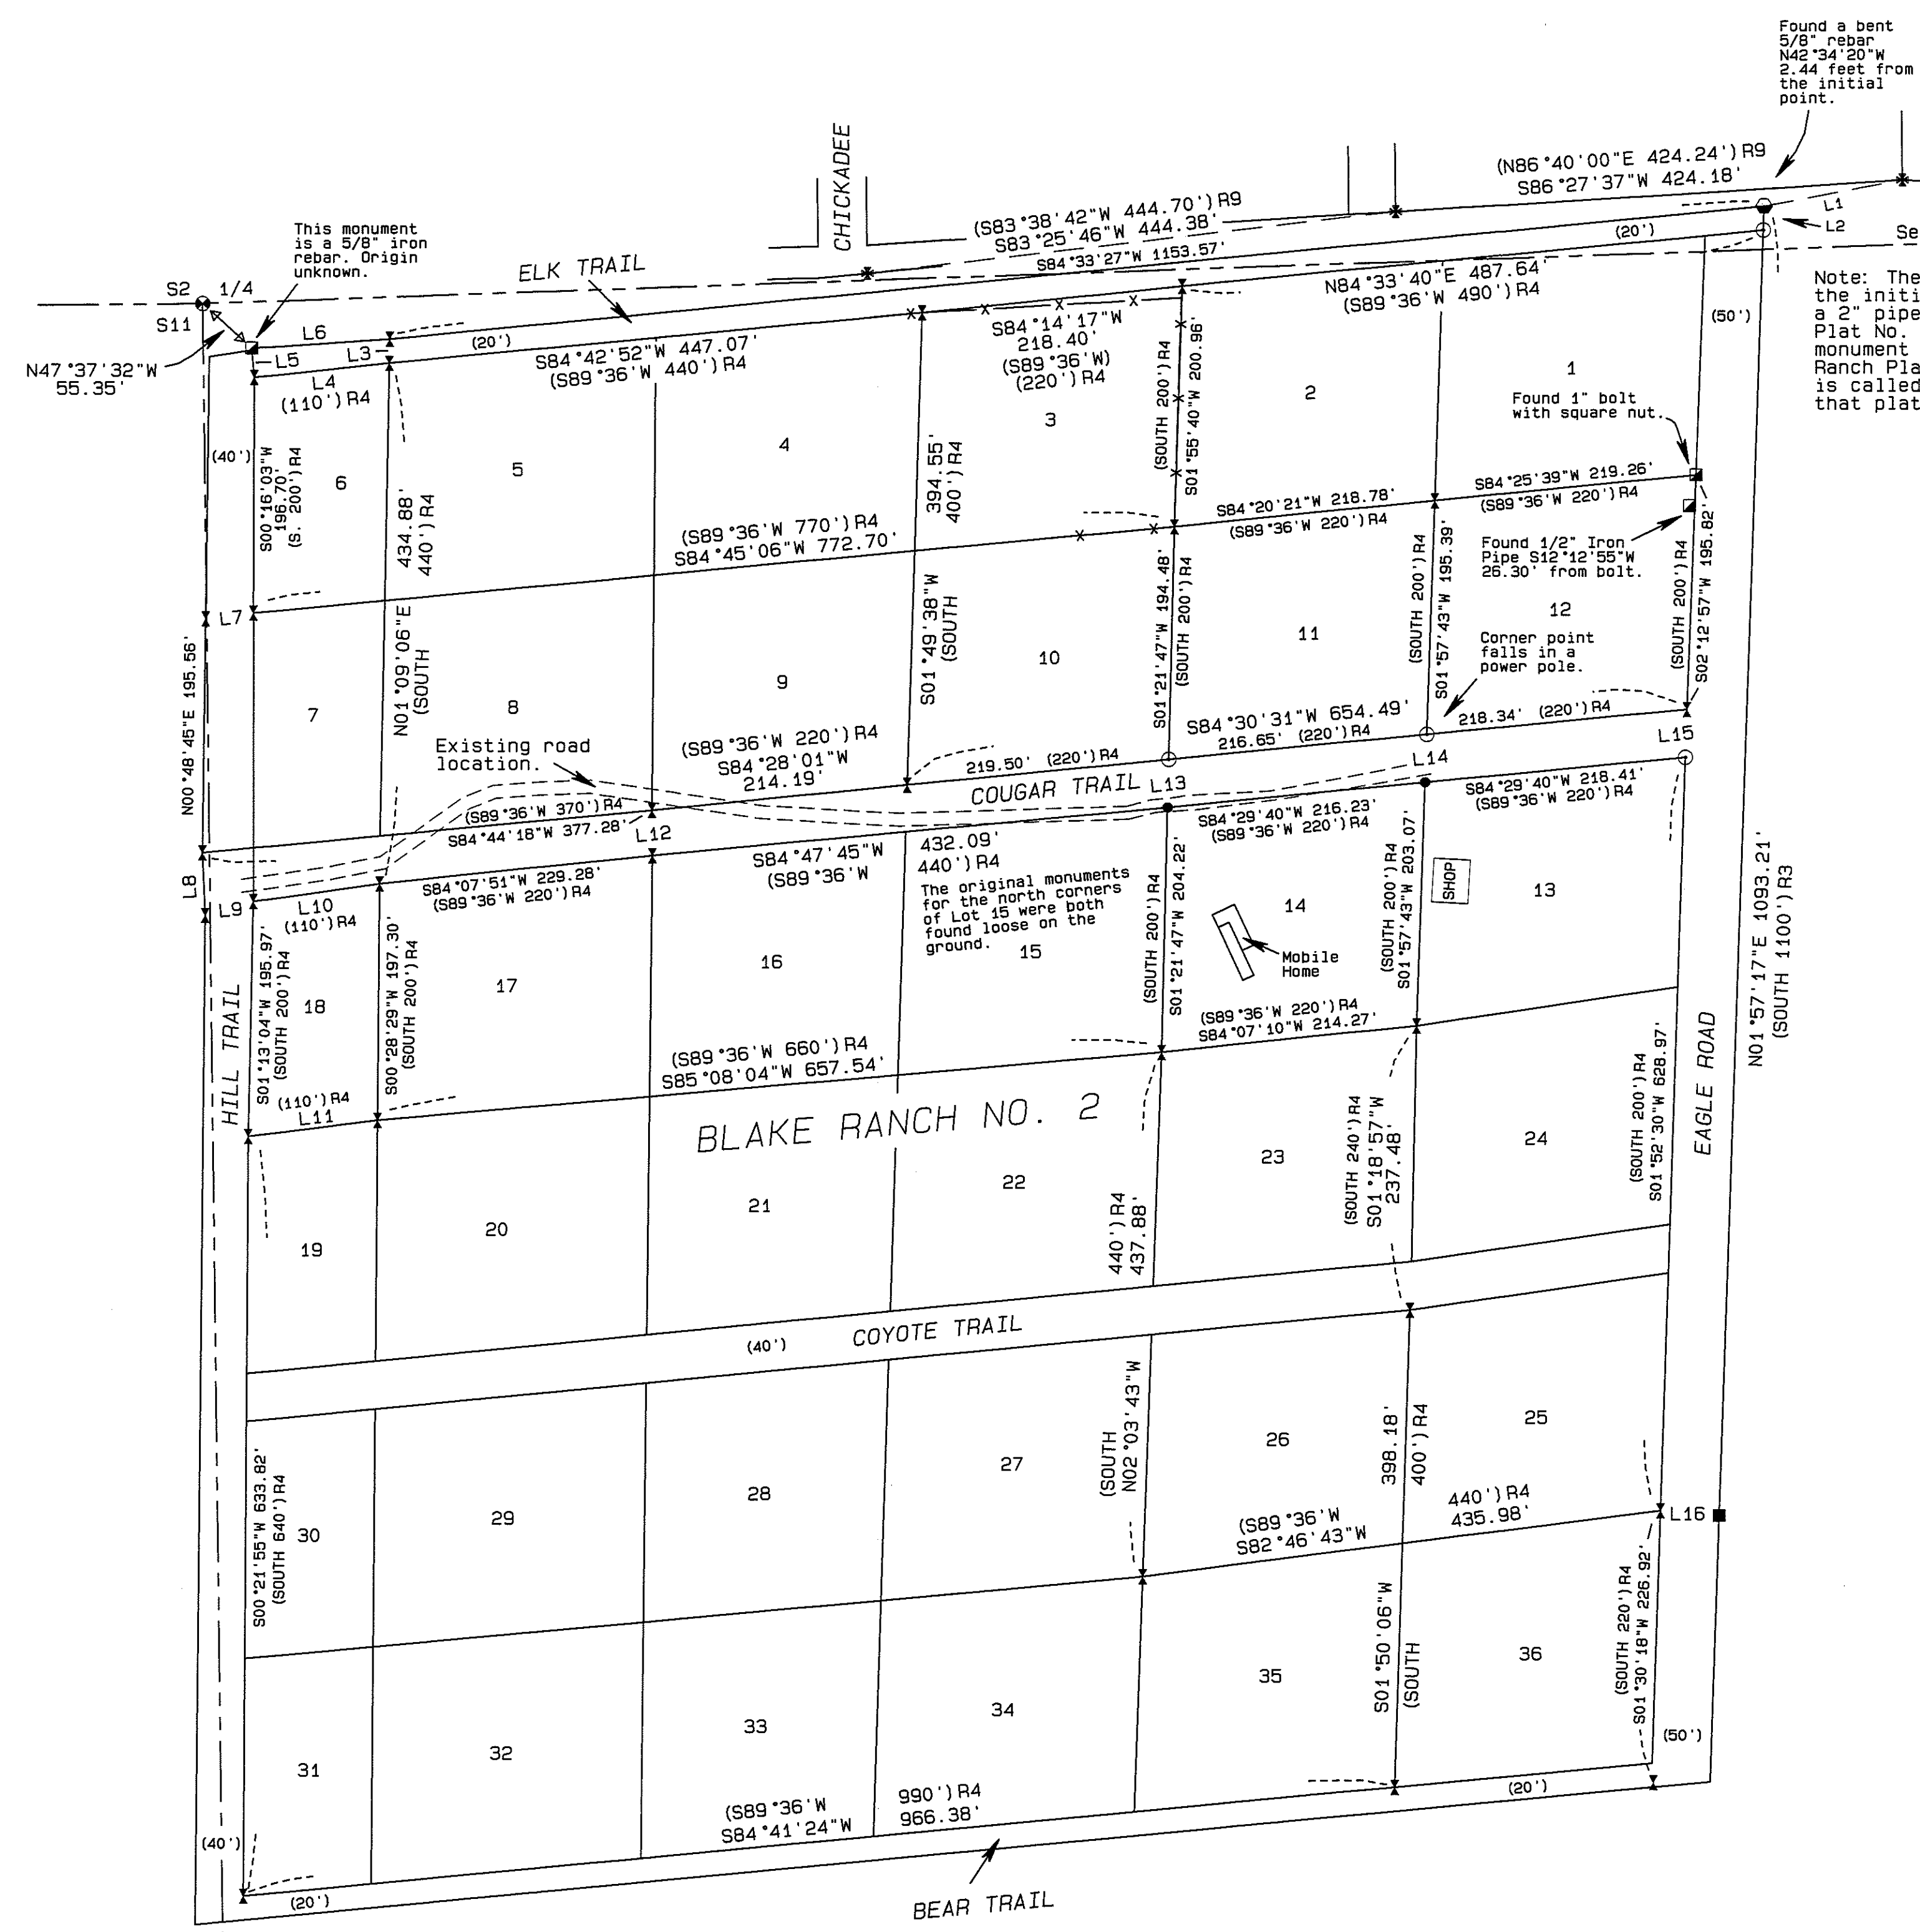 Found a bent
5/8" rebar
N42°34'20"W
2.44 feet from
the initial
point.
(N86°40'00"E 424.24')R9
S86°27'37"W 424.18'
CHICKADEE
(S83°38'42"W 444.70')R9
S83°25'46"W 444.38'
S84°33'27"W 1153.57'
(20')
L1
L2
Se
This monument
is a 5/8" iron
rebar. Origin
unknown.
ELK TRAIL
S2 1/4
S11
N47°37'32"W
55.35'
L6
L5
L3
L4
(110')R4
(20')
S84°42'52"W 447.07'
(S89°36'W 440')R4
S84°14'17"W
218.40'
(S89°36'W)
(220')R4
N84°33'40"E 487.64'
(S89°36'W 490')R4
(50')
Note: The
the initi
a 2" pipe
Plat No.
monument
Ranch Pla
is called
that plat
(40')
S00°16'03"W
196.70'
(S. 200')R4
6
434.88'
440')R4
N01°09'06"E
(SOUTH
5
4
394.55'
400')R4
S01°49'38"W
(SOUTH
3
(SOUTH 200')R4
S01°55'40"W 200.96'
2
1
Found 1" bolt
with square nut.
S84°25'39"W 219.26'
(S89°36'W 220')R4
S84°20'21"W 218.78'
(S89°36'W 220')R4
(S89°36'W 770')R4
S84°45'06"W 772.70'
Found 1/2" Iron
Pipe S12°12'55"W
26.30' from bolt.
L7
N00°48'45"E 195.56'
7
8
9
10
S01°21'47"W 194.48'
(SOUTH 200')R4
11
(SOUTH 200')R4
S01°57'43"W 195.39'
12
(SOUTH 200')R4
S02°12'57"W 195.82'
Corner point
falls in a
power pole.
Existing road
location.
(S89°36'W 220')R4
S84°28'01"W
214.19'
S84°30'31"W 654.49'
219.50' (220')R4
216.65' (220')R4
218.34' (220')R4
L15
(S89°36'W 370')R4
S84°44'18"W 377.28'
L12
COUGAR TRAIL
L13
L14
S84°29'40"W 218.41'
(S89°36'W 220')R4
S84°29'40"W 216.23'
(S89°36'W 220')R4
L8
L9
L10
(110')R4
S84°07'51"W 229.28'
(S89°36'W 220')R4
S84°47'45"W
(S89°36'W
432.09'
440')R4
The original monuments
for the north corners
of Lot 15 were both
found loose on the
ground.
HILL TRAIL
S01°13'04"W 195.97'
(SOUTH 200')R4
18
S00°28'29"W 197.30'
(SOUTH 200')R4
17
16
15
(SOUTH 200')R4
S01°21'47"W 204.22'
14
Mobile
Home
(SOUTH 200')R4
S01°57'43"W 203.07'
SHOP
13
N01°57'17"E 1093.21'
(SOUTH 1100')R3
(110')R4
L11
(S89°36'W 660')R4
S85°08'04"W 657.54'
(S89°36'W 220')R4
S84°07'10"W 214.27'
BLAKE RANCH NO. 2
EAGLE ROAD
(SOUTH 200')R4
S01°52'30"W 628.97'
19
20
21
22
440')R4
437.88'
23
(SOUTH 240')R4
S01°18'57"W
237.48'
24
(40')
COYOTE TRAIL
S00°21'55"W 633.82'
(SOUTH 640')R4
30
29
28
27
(SOUTH
N02°03'43"W
26
398.18'
400')R4
25
(S89°36'W
S82°46'43"W
440')R4
435.98'
L16
31
32
33
34
35
S01°50'06"W
(SOUTH
36
(SOUTH 220')R4
S01°30'18"W 226.92'
(50')
(40')
(S89°36'W
S84°41'24"W
990')R4
966.38'
(20')
(20')
BEAR TRAIL